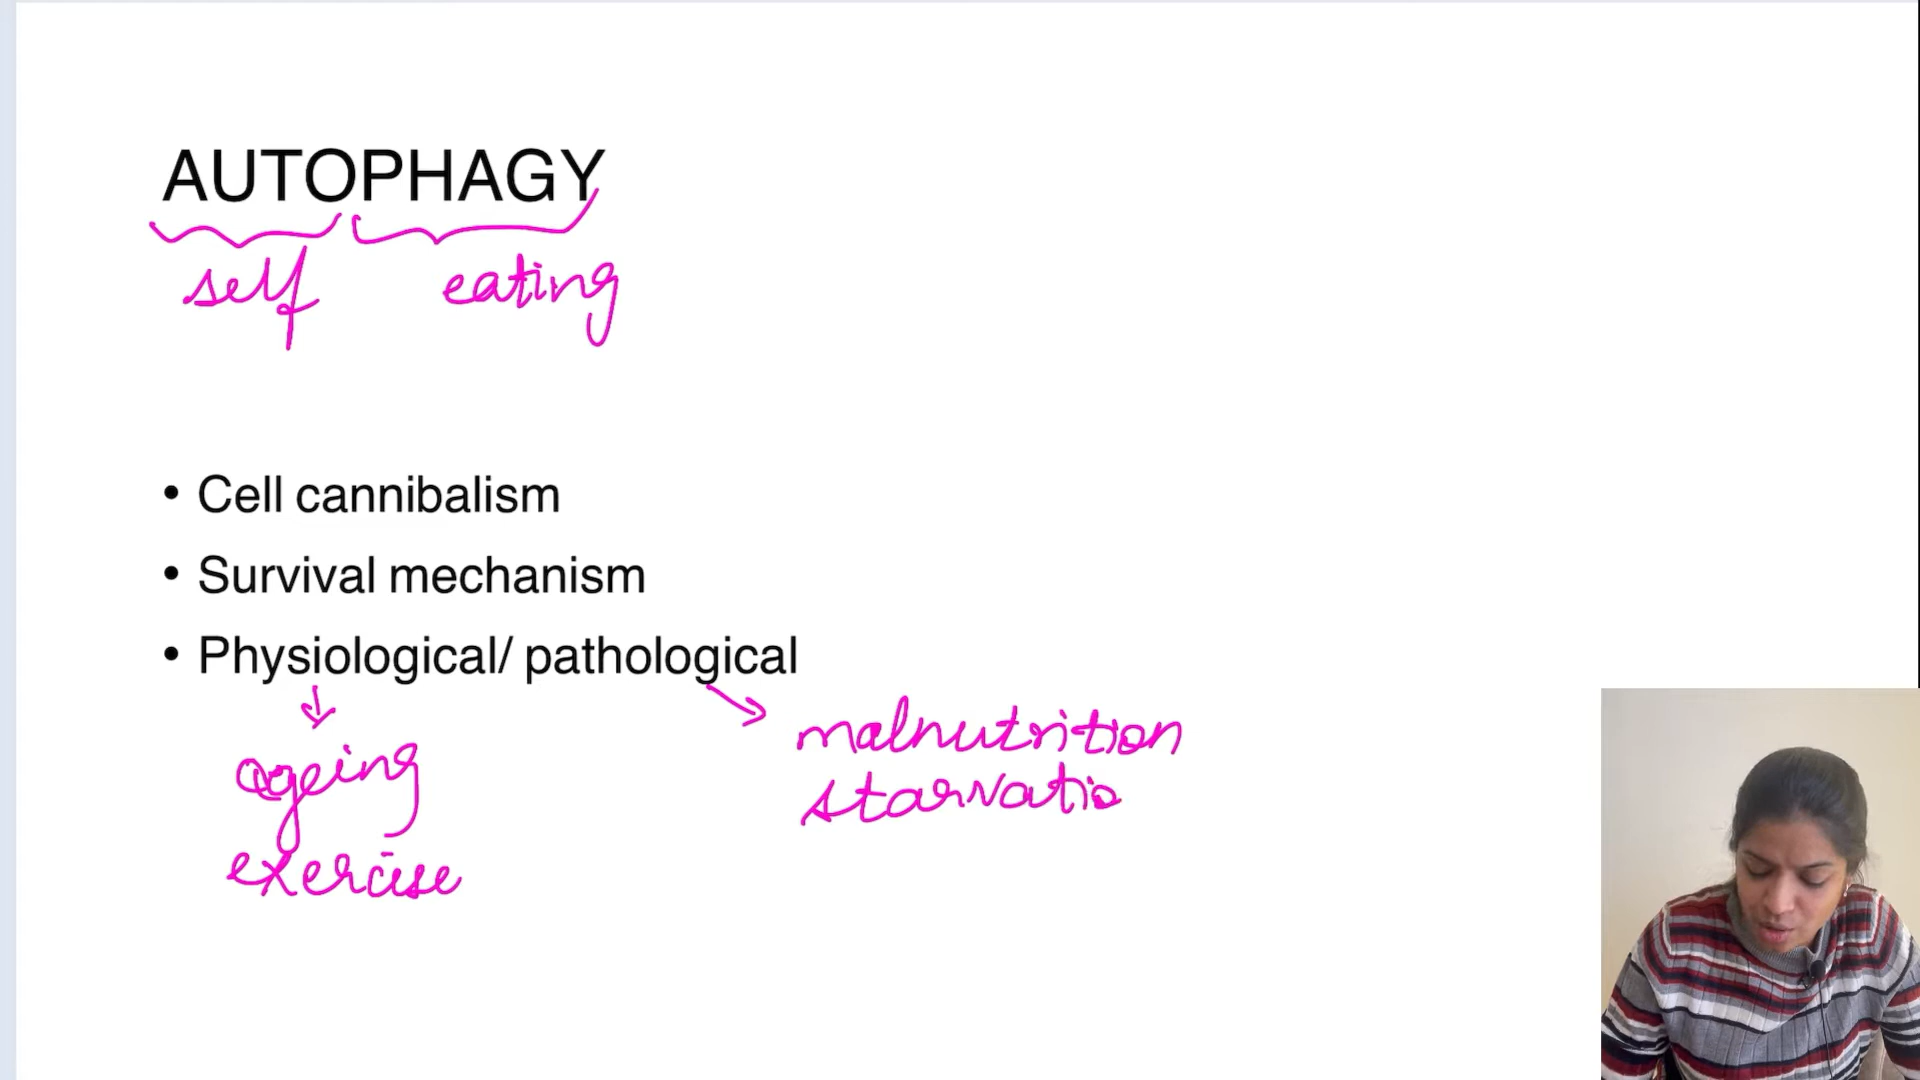 AUTOPHAGY
self eating
• Cell cannibalism
• Survival mechanism
• Physiological/ pathological
ageing
exercise
malnutrition
starvatio